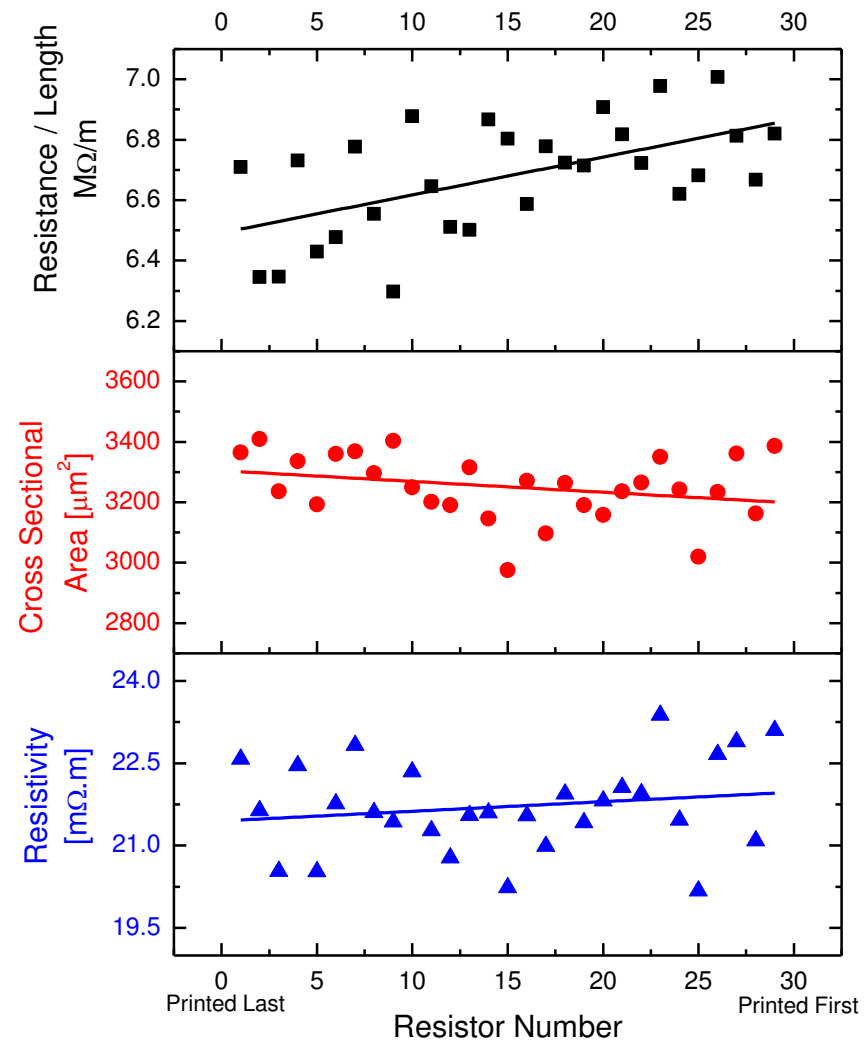 0 5 10 15 20 25 30
Resistance / Length
MΩ/m
7.0
6.8
6.6
6.4
6.2
Cross Sectional
Area [μm²]
3600
3400
3200
3000
2800
Resistivity
[mΩ.m]
24.0
22.5
21.0
19.5
0 5 10 15 20 25 30
Printed Last Printed First
Resistor Number